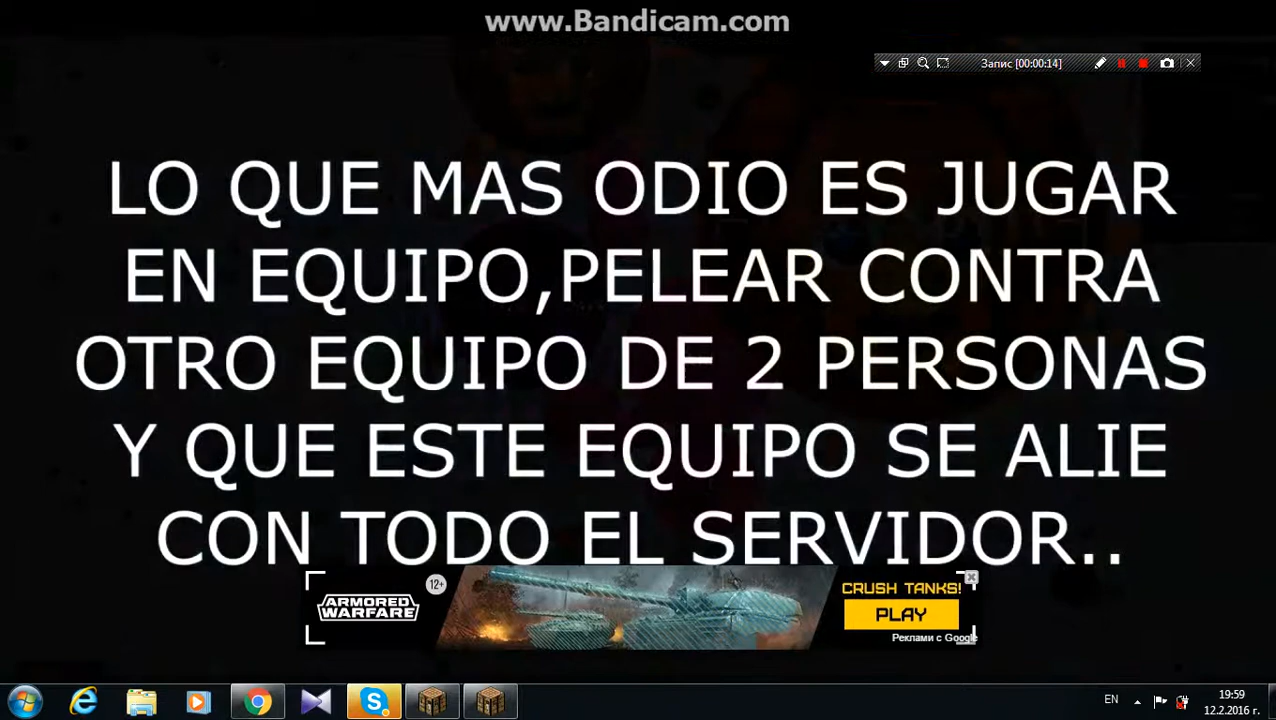 www.Bandicam.com
Запис [00:00:14]
LO QUE MAS ODIO ES JUGAR
EN EQUIPO,PELEAR CONTRA
OTRO EQUIPO DE 2 PERSONAS
Y QUE ESTE EQUIPO SE ALIE
CON TODO EL SERVIDOR..
12+
ARMORED
WARFARE
CRUSH TANKS!
PLAY
Реклами с Google
EN
19:59
12.2.2016 г.